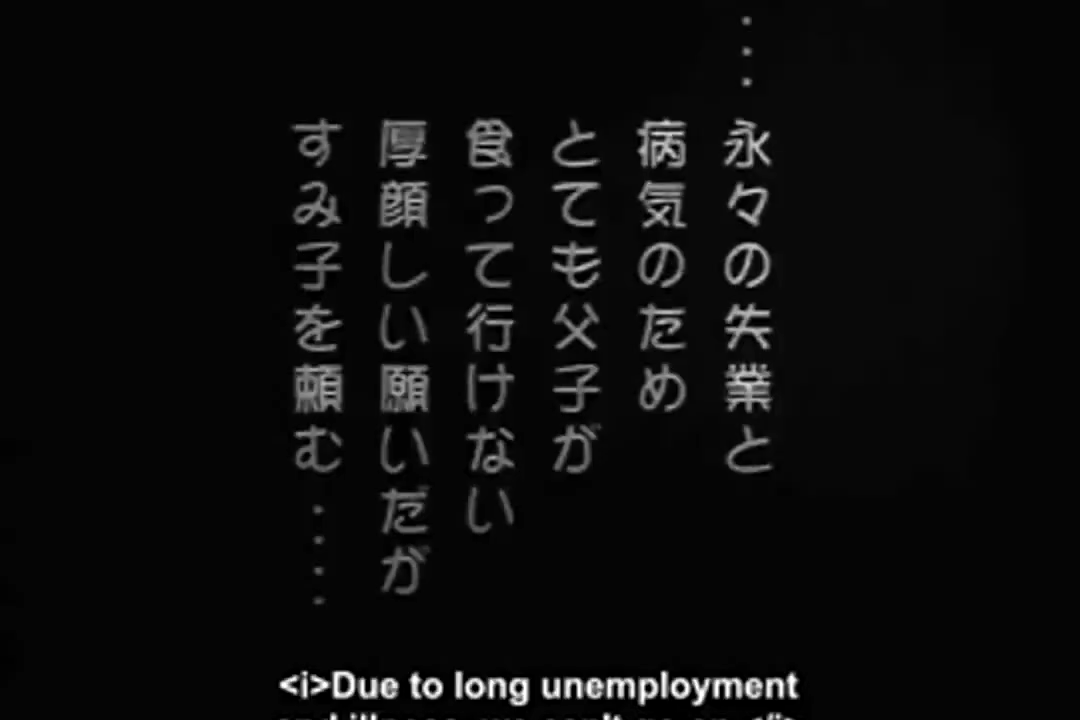 …永々の失業と
病気のため
とても父子が
食って行けない
厚顔しい願いだが
すみ子を頼む‥‥
<i>Due to long unemployment